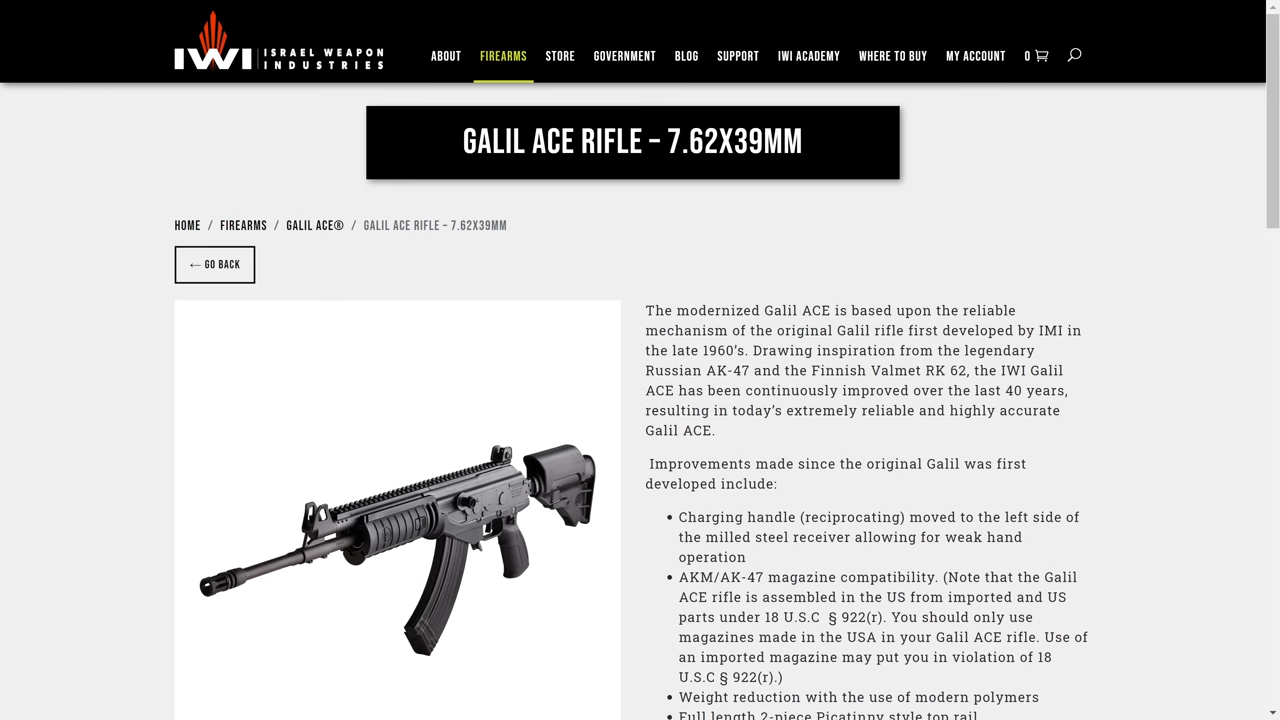 IWI ISRAEL WEAPON
INDUSTRIES
ABOUT FIREARMS STORE GOVERNMENT BLOG SUPPORT IWI ACADEMY WHERE TO BUY MY ACCOUNT 0
GALIL ACE RIFLE – 7.62X39MM
HOME / FIREARMS / GALIL ACE® / GALIL ACE RIFLE – 7.62X39MM
← GO BACK
The modernized Galil ACE is based upon the reliable
mechanism of the original Galil rifle first developed by IMI in
the late 1960’s. Drawing inspiration from the legendary
Russian AK-47 and the Finnish Valmet RK 62, the IWI Galil
ACE has been continuously improved over the last 40 years,
resulting in today’s extremely reliable and highly accurate
Galil ACE.
Improvements made since the original Galil was first
developed include:
• Charging handle (reciprocating) moved to the left side of
the milled steel receiver allowing for weak hand
operation
• AKM/AK-47 magazine compatibility. (Note that the Galil
ACE rifle is assembled in the US from imported and US
parts under 18 U.S.C § 922(r). You should only use
magazines made in the USA in your Galil ACE rifle. Use of
an imported magazine may put you in violation of 18
U.S.C § 922(r).)
• Weight reduction with the use of modern polymers
• Full length 2-piece Picatinny style top rail